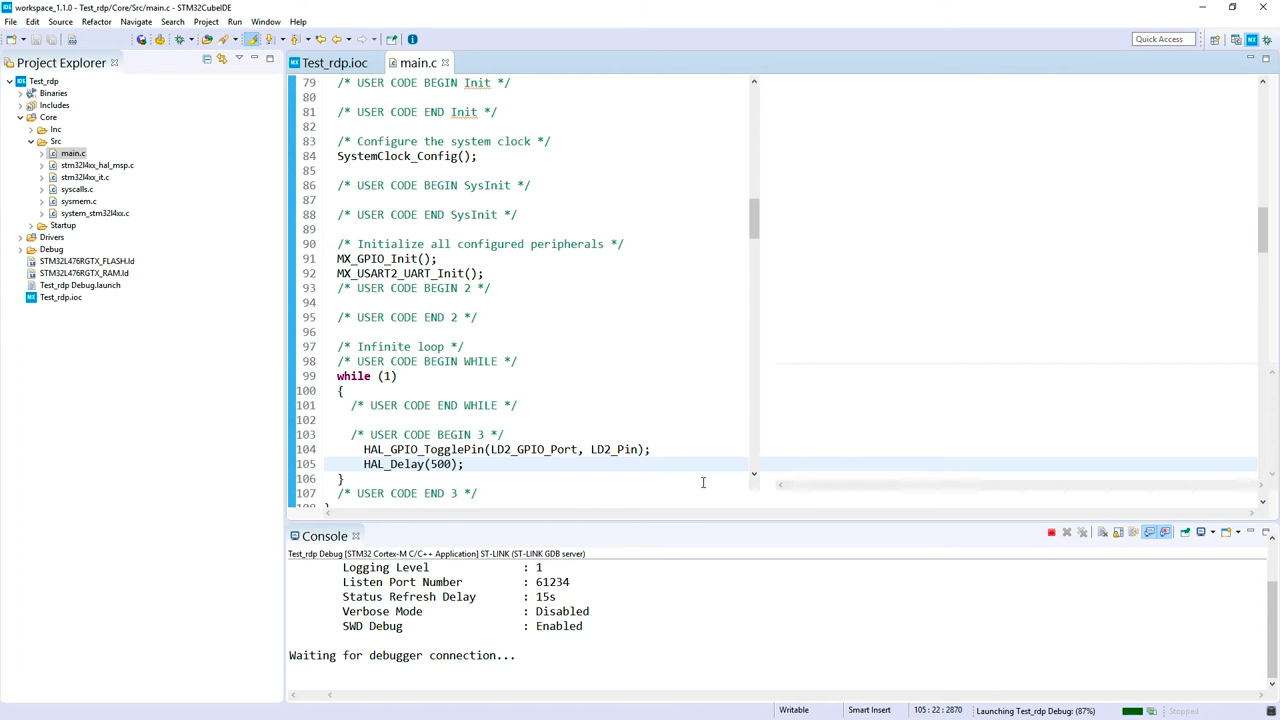 workspace_1.1.0 - Test_rdp/Core/Src/main.c - STM32CubeIDE
File Edit Source Refactor Navigate Search Project Run Window Help
Quick Access
Project Explorer
Test_rdp
Binaries
Includes
Core
Inc
Src
main.c
stm32l4xx_hal_msp.c
stm32l4xx_it.c
syscalls.c
sysmem.c
system_stm32l4xx.c
Startup
Drivers
Debug
STM32L476RGTX_FLASH.ld
STM32L476RGTX_RAM.ld
Test_rdp Debug.launch
Test_rdp.ioc
Test_rdp.ioc main.c
79 /* USER CODE BEGIN Init */
80
81 /* USER CODE END Init */
82
83 /* Configure the system clock */
84 SystemClock_Config();
85
86 /* USER CODE BEGIN SysInit */
87
88 /* USER CODE END SysInit */
89
90 /* Initialize all configured peripherals */
91 MX_GPIO_Init();
92 MX_USART2_UART_Init();
93 /* USER CODE BEGIN 2 */
94
95 /* USER CODE END 2 */
96
97 /* Infinite loop */
98 /* USER CODE BEGIN WHILE */
99 while (1)
100 {
101 /* USER CODE END WHILE */
102
103 /* USER CODE BEGIN 3 */
104 HAL_GPIO_TogglePin(LD2_GPIO_Port, LD2_Pin);
105 HAL_Delay(500);
106 }
107 /* USER CODE END 3 */
Console
Test_rdp Debug [STM32 Cortex-M C/C++ Application] ST-LINK (ST-LINK GDB server)
Logging Level : 1
Listen Port Number : 61234
Status Refresh Delay : 15s
Verbose Mode : Disabled
SWD Debug : Enabled
Waiting for debugger connection...
Writable Smart Insert 105 : 22 : 2870 Launching Test_rdp Debug: (87%) Stopped